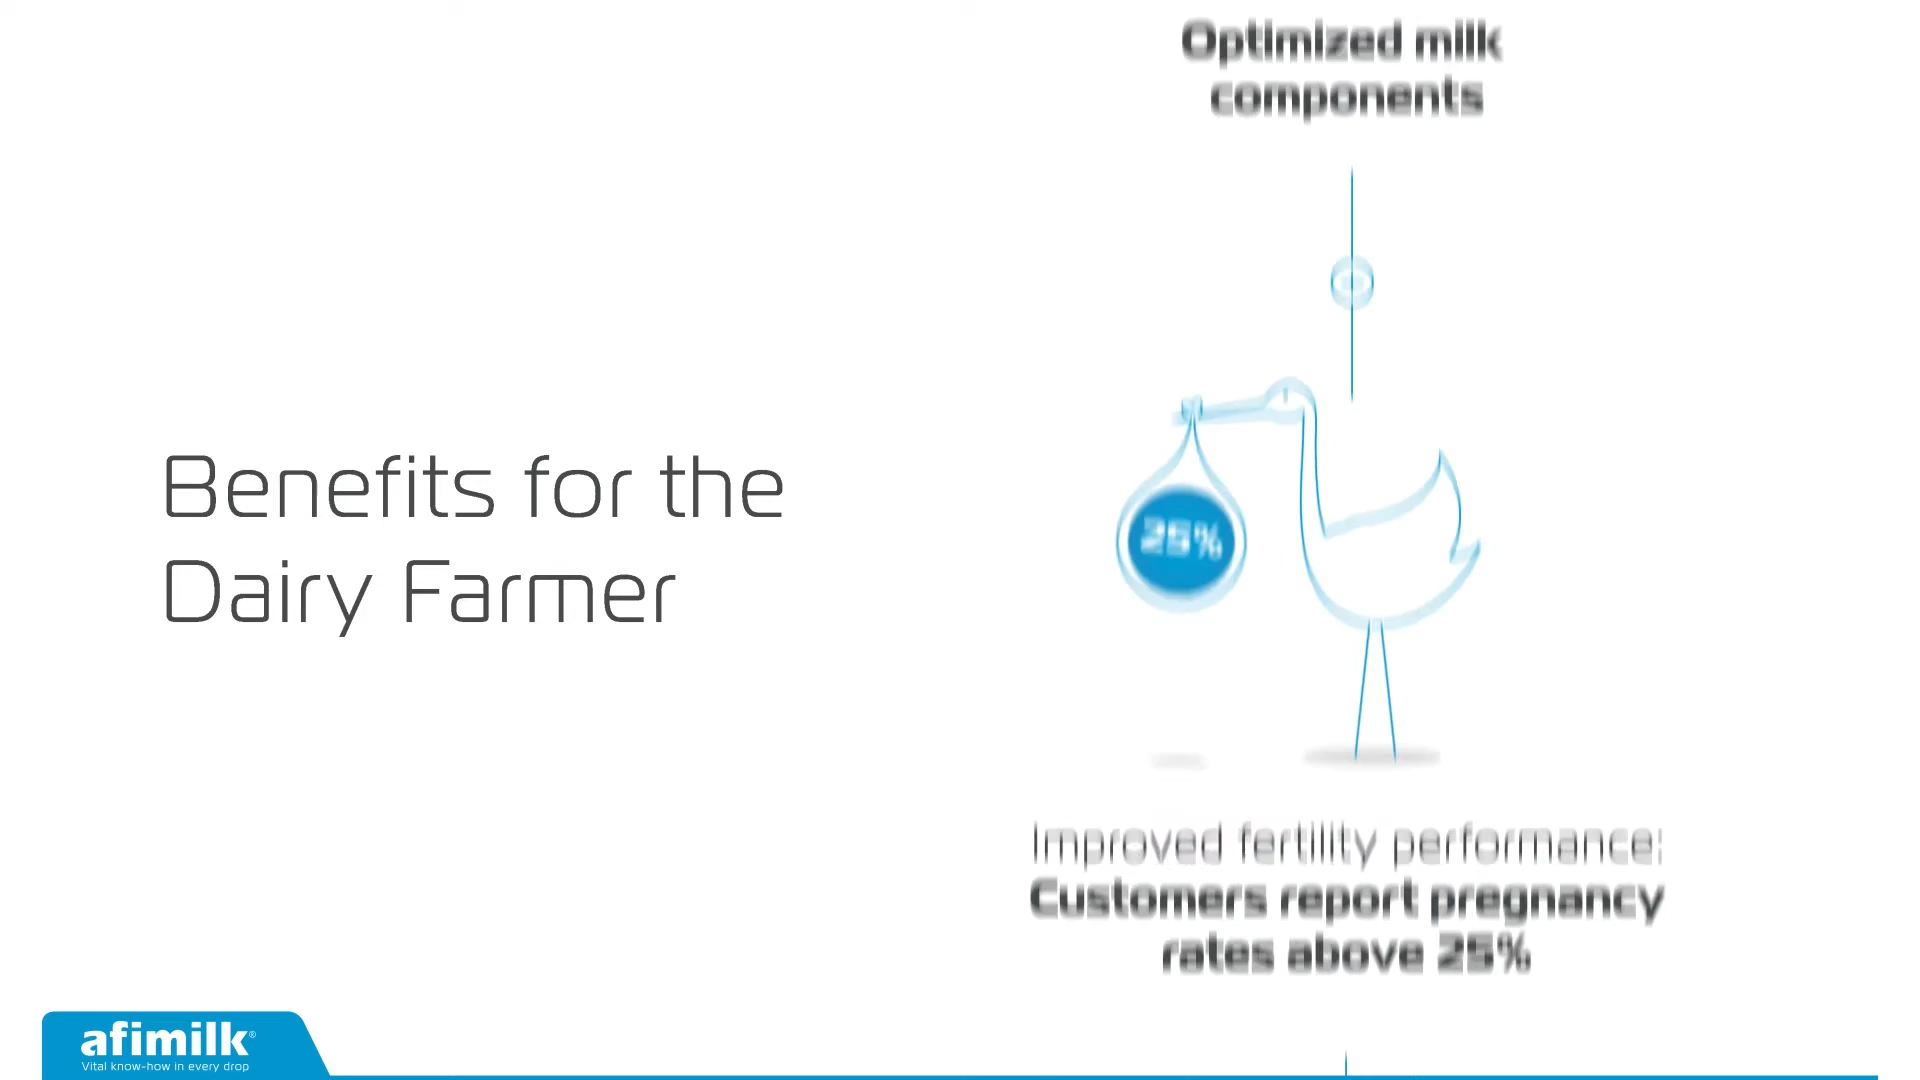 Optimized milk
components
25%
Benefits for the
Dairy Farmer
Improved fertility performance:
Customers report pregnancy
rates above 25%
afimilk®
Vital know-how in every drop